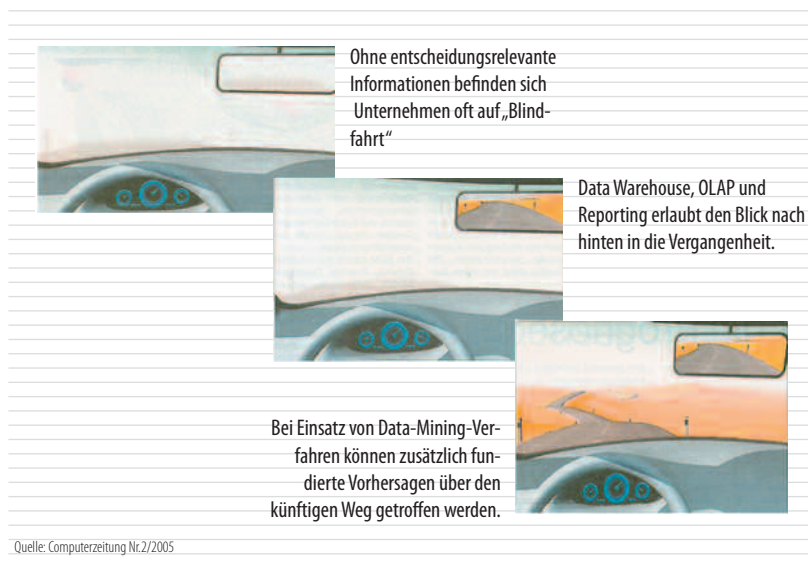 Ohne entscheidungsrelevante
Informationen befinden sich
Unternehmen oft auf „Blind-
fahrt“
Data Warehouse, OLAP und
Reporting erlaubt den Blick nach
hinten in die Vergangenheit.
Bei Einsatz von Data-Mining-Ver-
fahren können zusätzlich fun-
dierte Vorhersagen über den
künftigen Weg getroffen werden.
Quelle: Computerzeitung Nr.2/2005